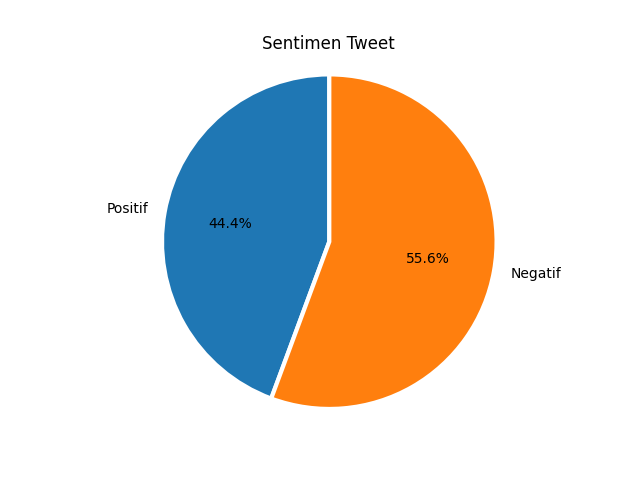 Sentimen Tweet
Positif
44.4%
55.6%
Negatif